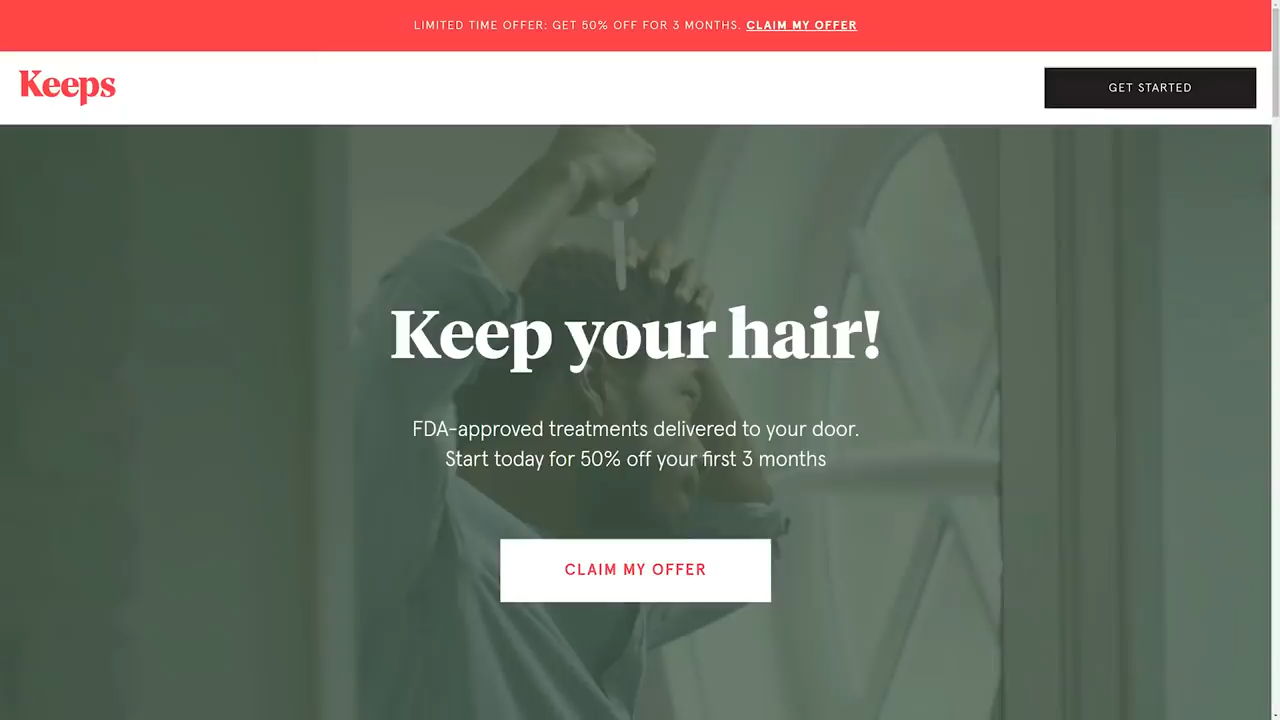 LIMITED TIME OFFER: GET 50% OFF FOR 3 MONTHS. CLAIM MY OFFER
Keeps
GET STARTED
Keep your hair!
FDA-approved treatments delivered to your door.
Start today for 50% off your first 3 months
CLAIM MY OFFER